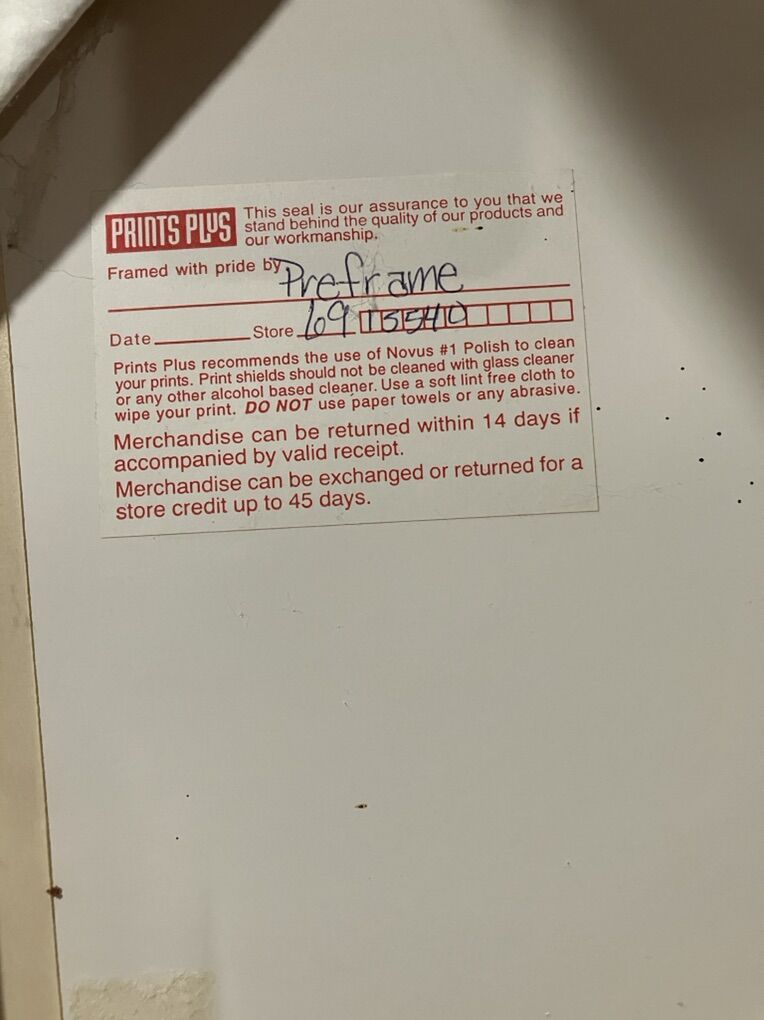 PRINTS PLUS
This seal is our assurance to you that we
stand behind the quality of our products and
our workmanship.
Framed with pride by Preframe
Date Store 69 15540
Prints Plus recommends the use of Novus #1 Polish to clean
your prints. Print shields should not be cleaned with glass cleaner
or any other alcohol based cleaner. Use a soft lint free cloth to
wipe your print. DO NOT use paper towels or any abrasive.
Merchandise can be returned within 14 days if
accompanied by valid receipt.
Merchandise can be exchanged or returned for a
store credit up to 45 days.